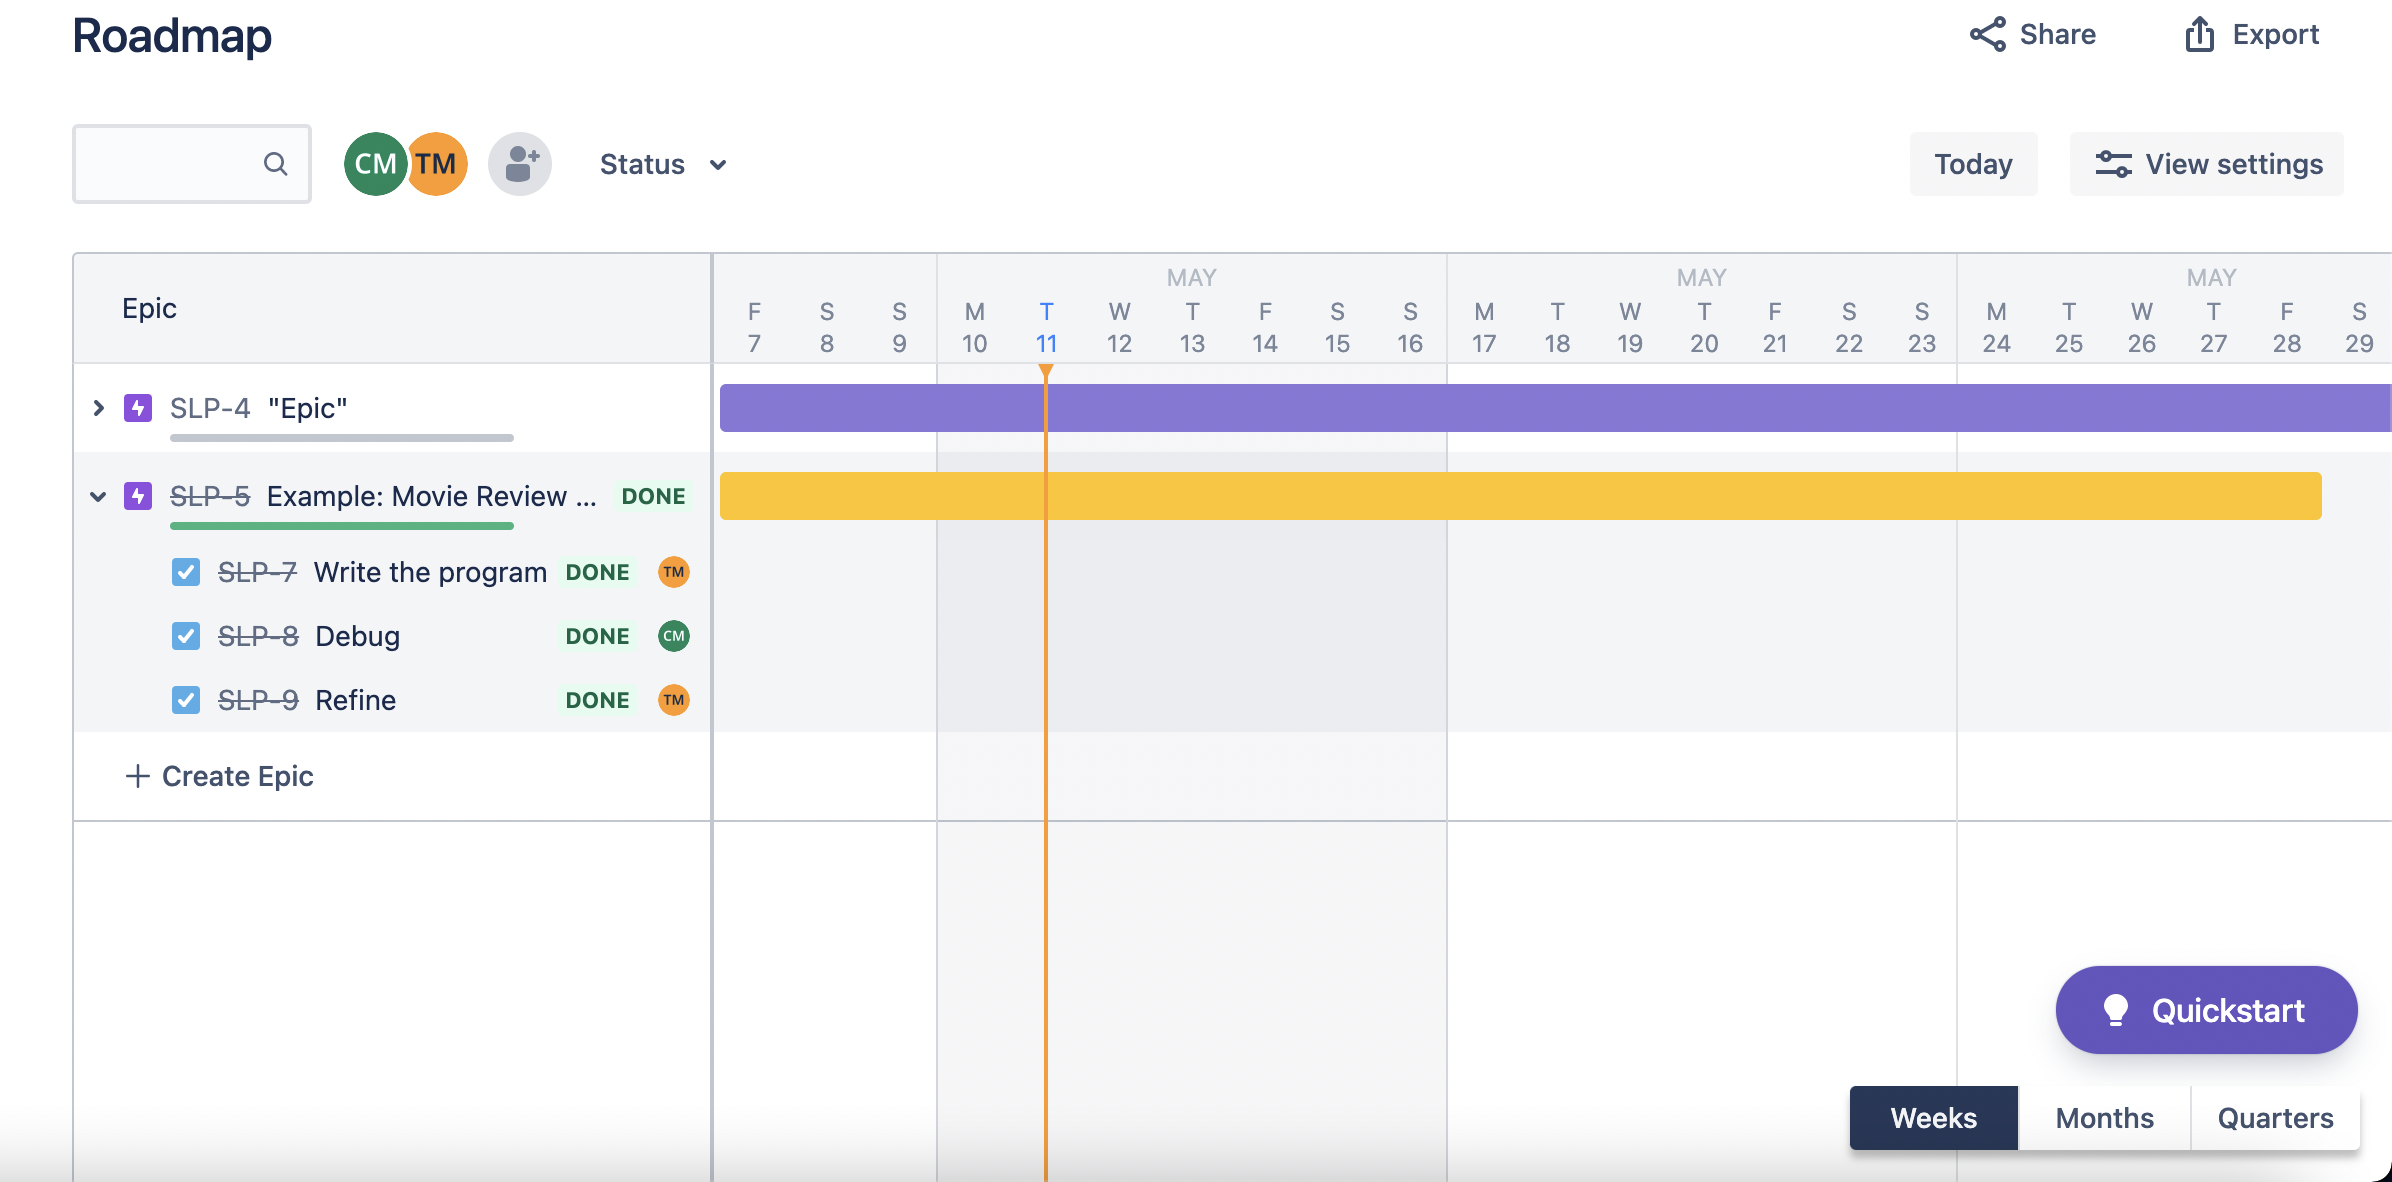 Roadmap
Share
Export
CM
TM
Status
Today
View settings
Epic
MAY
MAY
MAY
F S S M T W T F S S M T W T F S S M T W T F S
7 8 9 10 11 12 13 14 15 16 17 18 19 20 21 22 23 24 25 26 27 28 29
SLP-4 "Epic"
SLP-5 Example: Movie Review ... DONE
SLP-7 Write the program DONE TM
SLP-8 Debug DONE CM
SLP-9 Refine DONE TM
+ Create Epic
Quickstart
Weeks
Months
Quarters